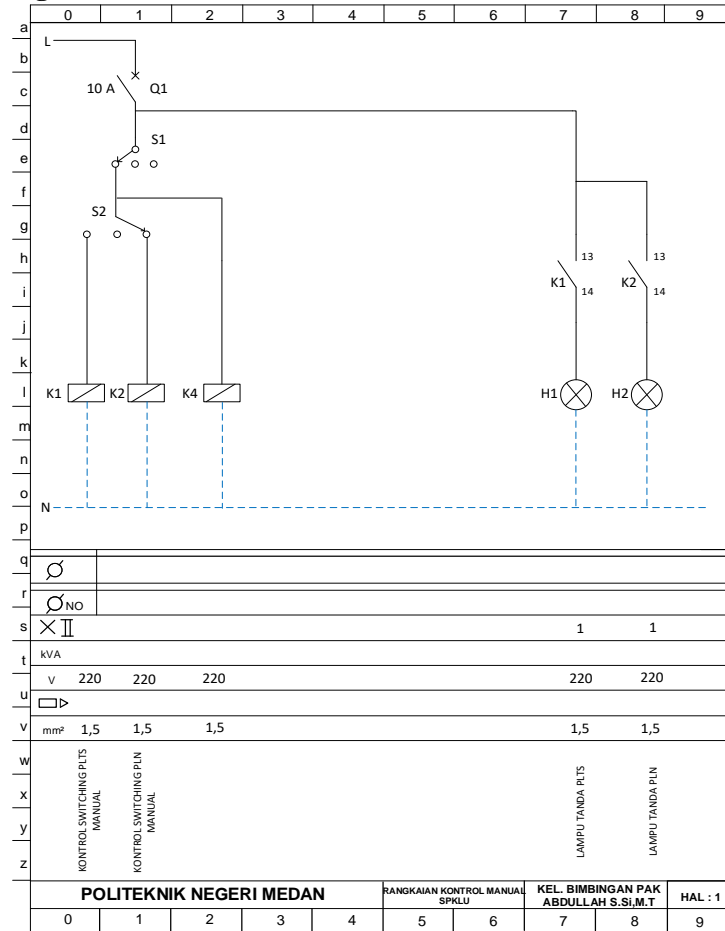 0 1 2 3 4 5 6 7 8 9
a
b
c
d
e
f
g
h
i
j
k
l
m
n
o
p
q
r
s
t
u
v
w
x
y
z
L
10 A Q1
S1
S2
13 13
K1 K2
14 14
K1 K2 K4 H1 H2
N
NO
1 1
kVA
V 220 220 220 220 220
mm² 1,5 1,5 1,5 1,5 1,5
KONTROL SWITCHING PLTS
MANUAL
KONTROL SWITCHING PLN
MANUAL
LAMPU TANDA PLTS
LAMPU TANDA PLN
POLITEKNIK NEGERI MEDAN
RANGKAIAN KONTROL MANUAL
SPKLU
KEL. BIMBINGAN PAK
ABDULLAH S.Si,M.T
HAL : 1
0 1 2 3 4 5 6 7 8 9